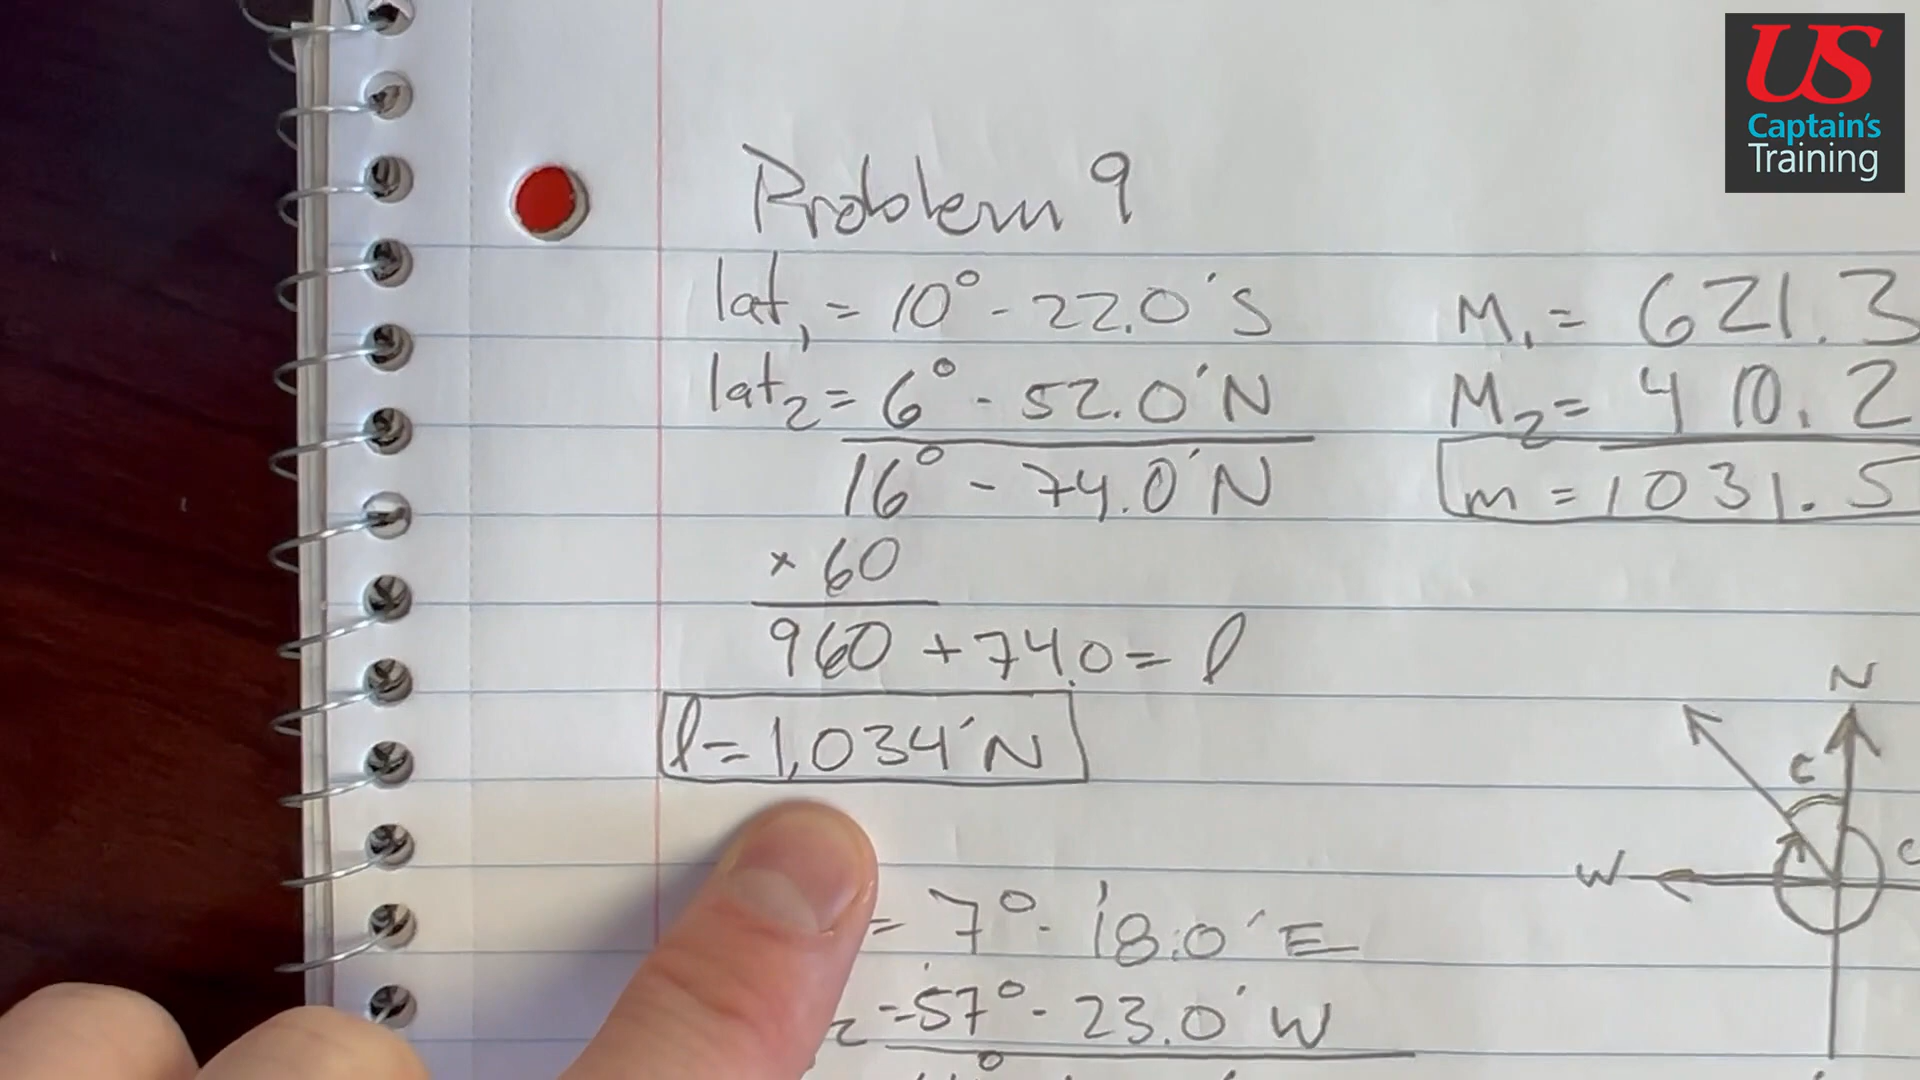 US
Captain's
Training
Problem 9
lat₁ = 10° - 22.0' S
lat₂ = 6° - 52.0' N
16° - 74.0' N
× 60
960 + 74.0 = l
l = 1,034' N
M₁ = 621.3
M₂ = 410.2
m = 1031.5
N
C
W
C
= 7° - 18.0' E
2 = -57° - 23.0' W